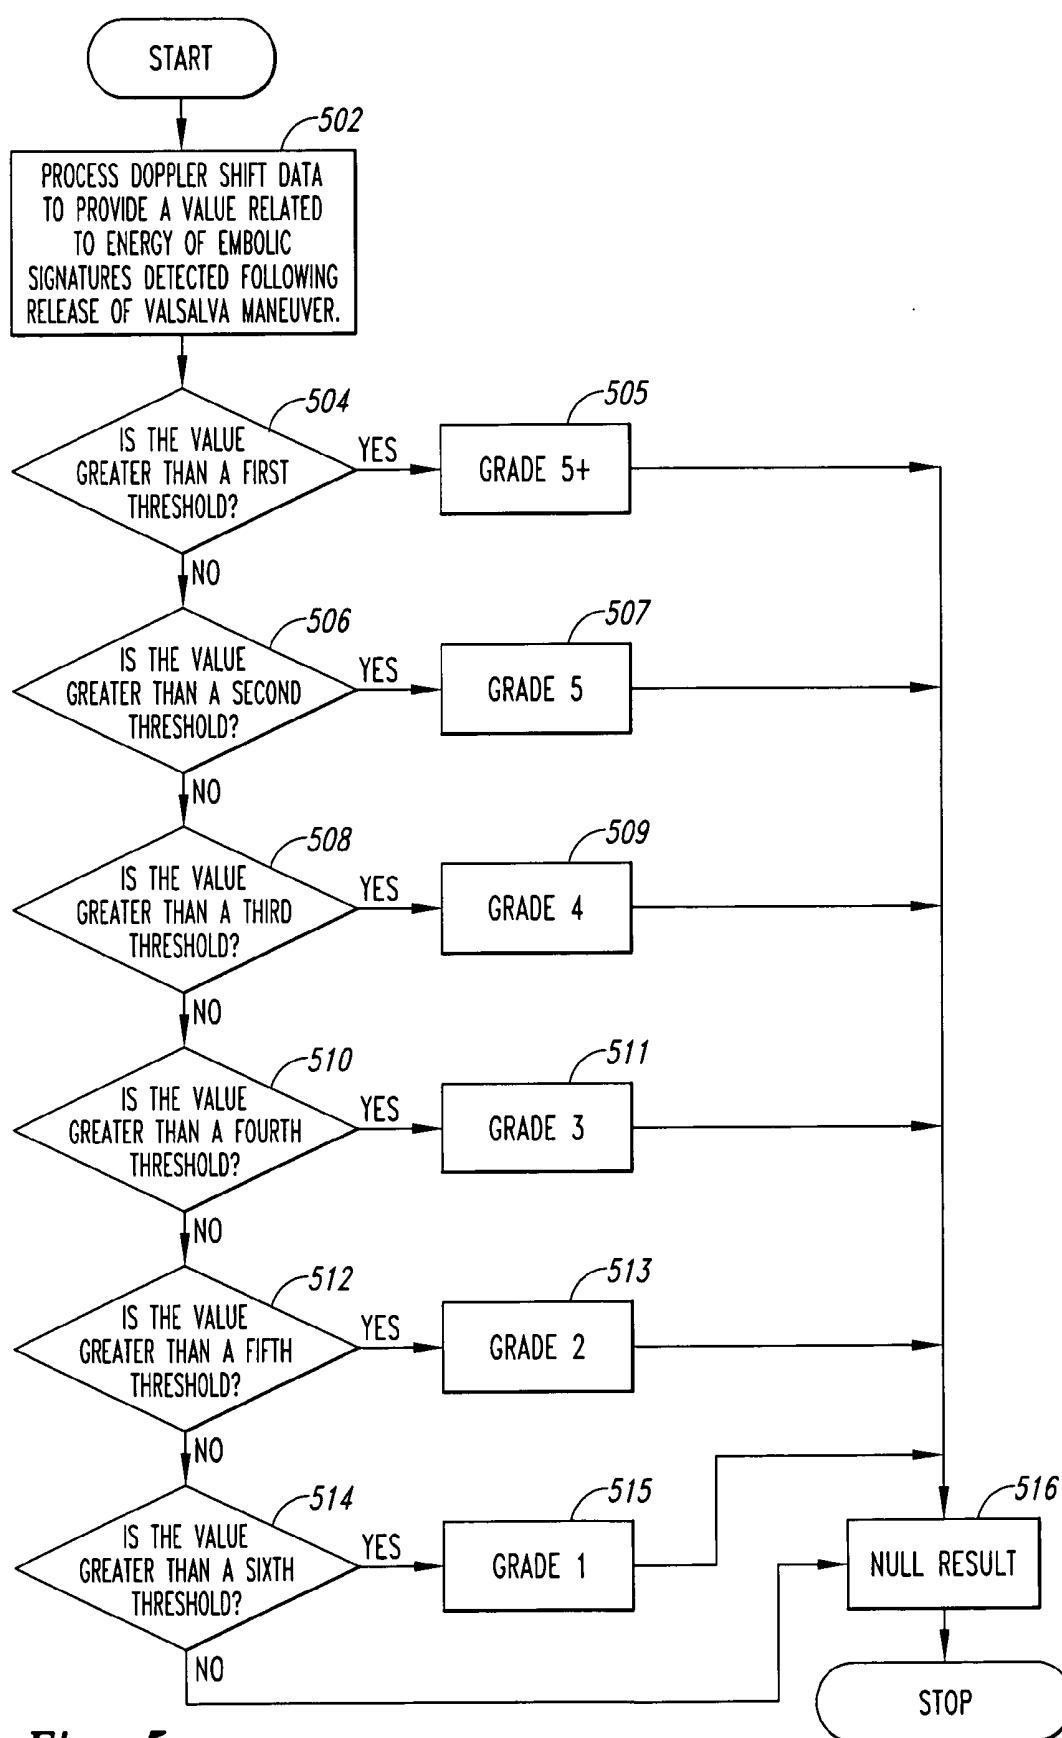 START
502
PROCESS DOPPLER SHIFT DATA
TO PROVIDE A VALUE RELATED
TO ENERGY OF EMBOLIC
SIGNATURES DETECTED FOLLOWING
RELEASE OF VALSALVA MANEUVER.
504
IS THE VALUE
GREATER THAN A FIRST
THRESHOLD?
YES
505
GRADE 5+
NO
506
IS THE VALUE
GREATER THAN A SECOND
THRESHOLD?
YES
507
GRADE 5
NO
508
IS THE VALUE
GREATER THAN A THIRD
THRESHOLD?
YES
509
GRADE 4
NO
510
IS THE VALUE
GREATER THAN A FOURTH
THRESHOLD?
YES
511
GRADE 3
NO
512
IS THE VALUE
GREATER THAN A FIFTH
THRESHOLD?
YES
513
GRADE 2
NO
514
IS THE VALUE
GREATER THAN A SIXTH
THRESHOLD?
YES
515
GRADE 1
NO
516
NULL RESULT
STOP